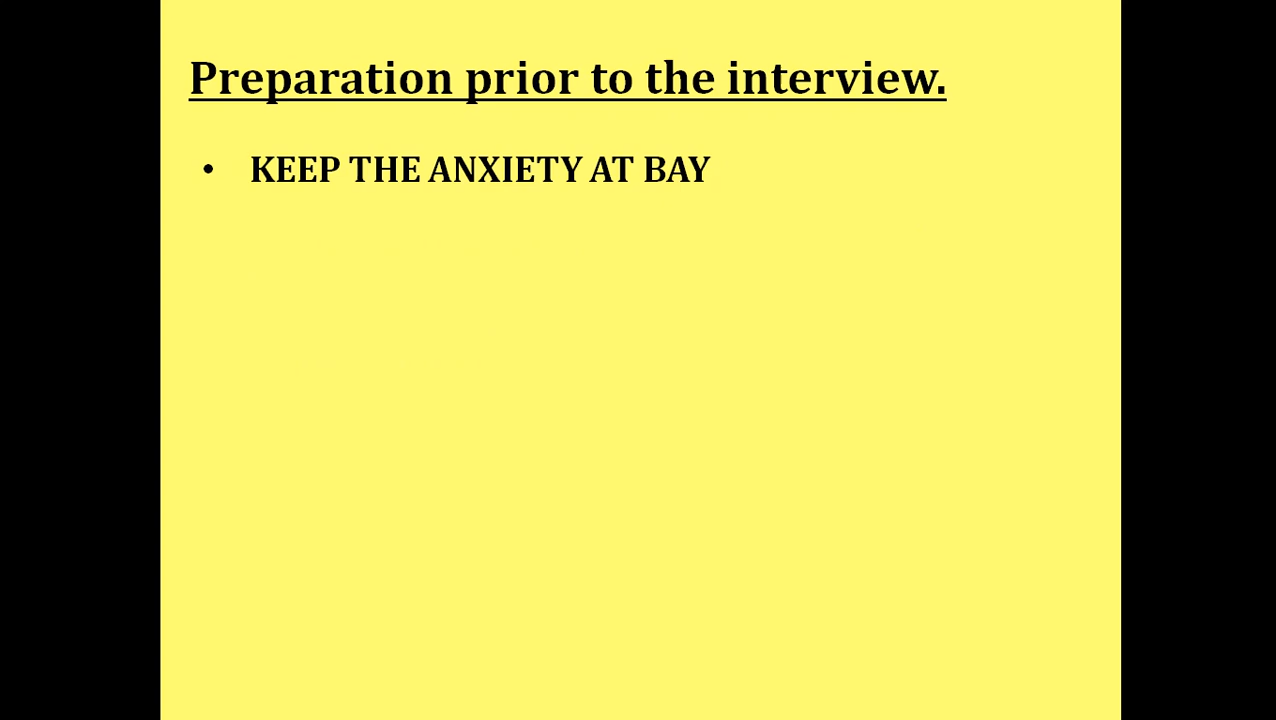 Preparation prior to the interview.
• KEEP THE ANXIETY AT BAY